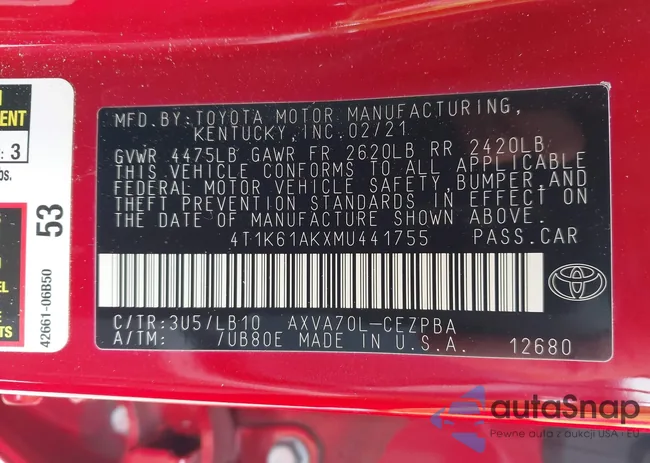 MFD.BY:TOYOTA MOTOR MANUFACTURING,
KENTUCKY, INC.02/21
GVWR 4475LB GAWR FR 2620LB RR 2420LB
THIS VEHICLE CONFORMS TO ALL APPLICABLE
FEDERAL MOTOR VEHICLE SAFETY,BUMPER,AND
THEFT PREVENTION STANDARDS IN EFFECT ON
THE DATE OF MANUFACTURE SHOWN ABOVE.
4T1K61AKXMU441755 PASS.CAR
C/TR:3U5/LB10 AXVA70L-CEZPBA
A/TM: /UB80E MADE IN U.S.A. 12680
53
42661-06B50
: 3
autaSnap
Pewne auta z aukcji USA i EU